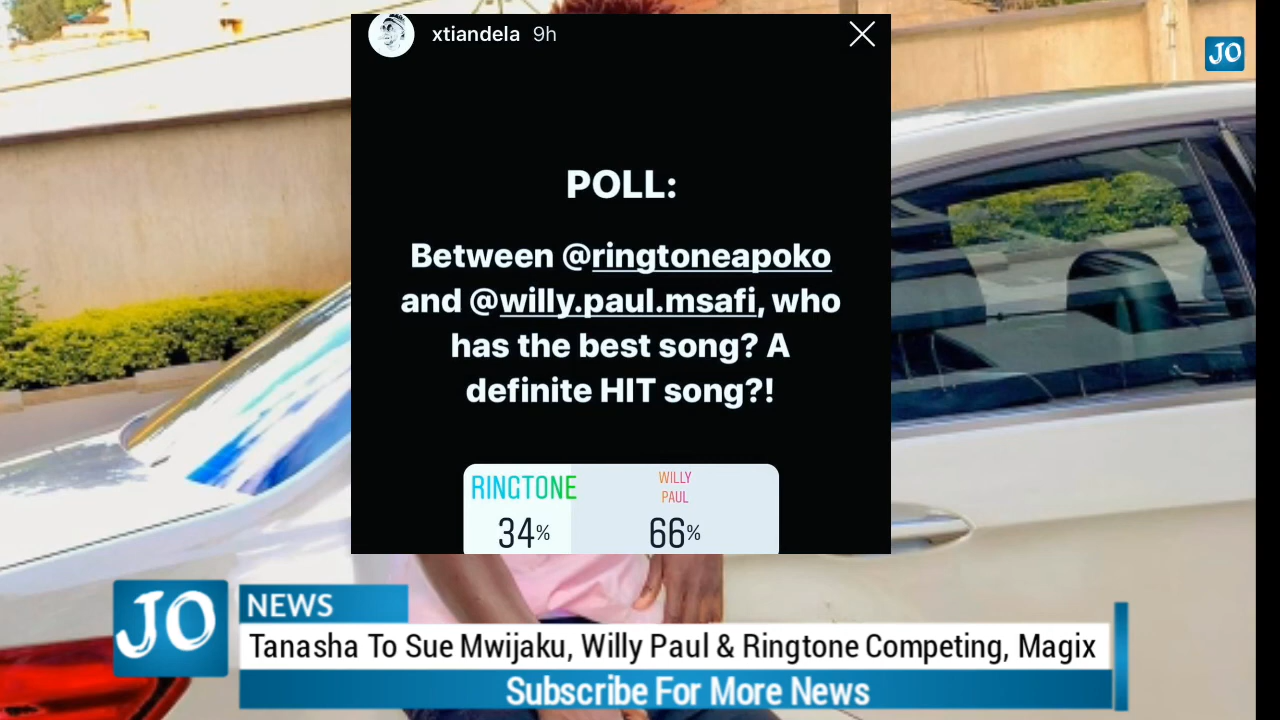 xtiandela 9h
JO
POLL:
Between @ringtoneapoko
and @willy.paul.msafi, who
has the best song? A
definite HIT song?!
RINGTONE
34%
WILLY
PAUL
66%
JO
NEWS
Tanasha To Sue Mwijaku, Willy Paul & Ringtone Competing, Magix
Subscribe For More News